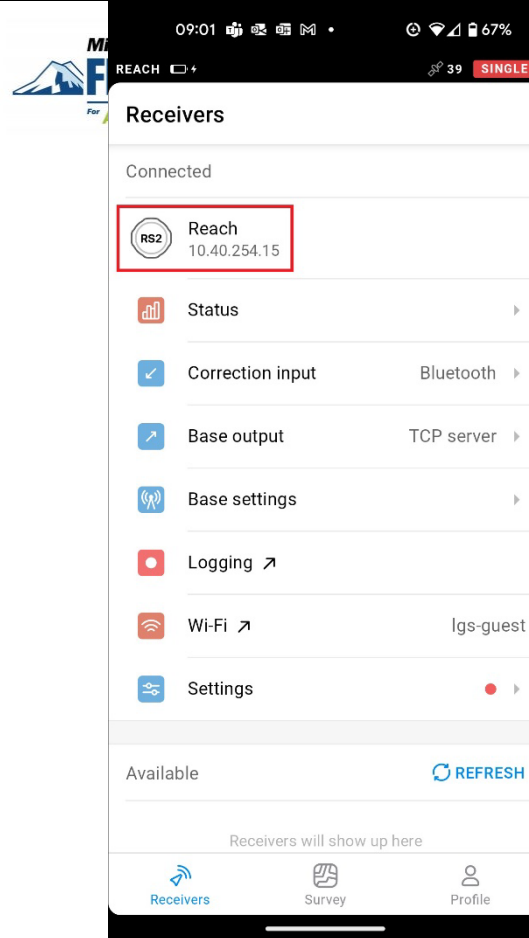 09:01
67%
Mi
REACH
39
SINGLE
F
For
Receivers
Connected
RS2
Reach
10.40.254.15
Status
Correction input
Bluetooth
Base output
TCP server
Base settings
Logging
Wi-Fi
lgs-guest
Settings
Available
REFRESH
Receivers will show up here
Receivers
Survey
Profile